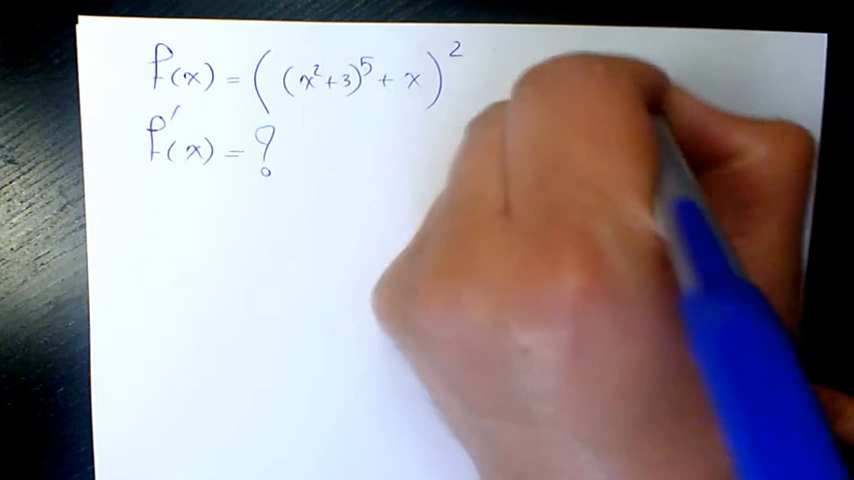 f(x) = ((x²+3)⁵ + x)²
f'(x) = ?